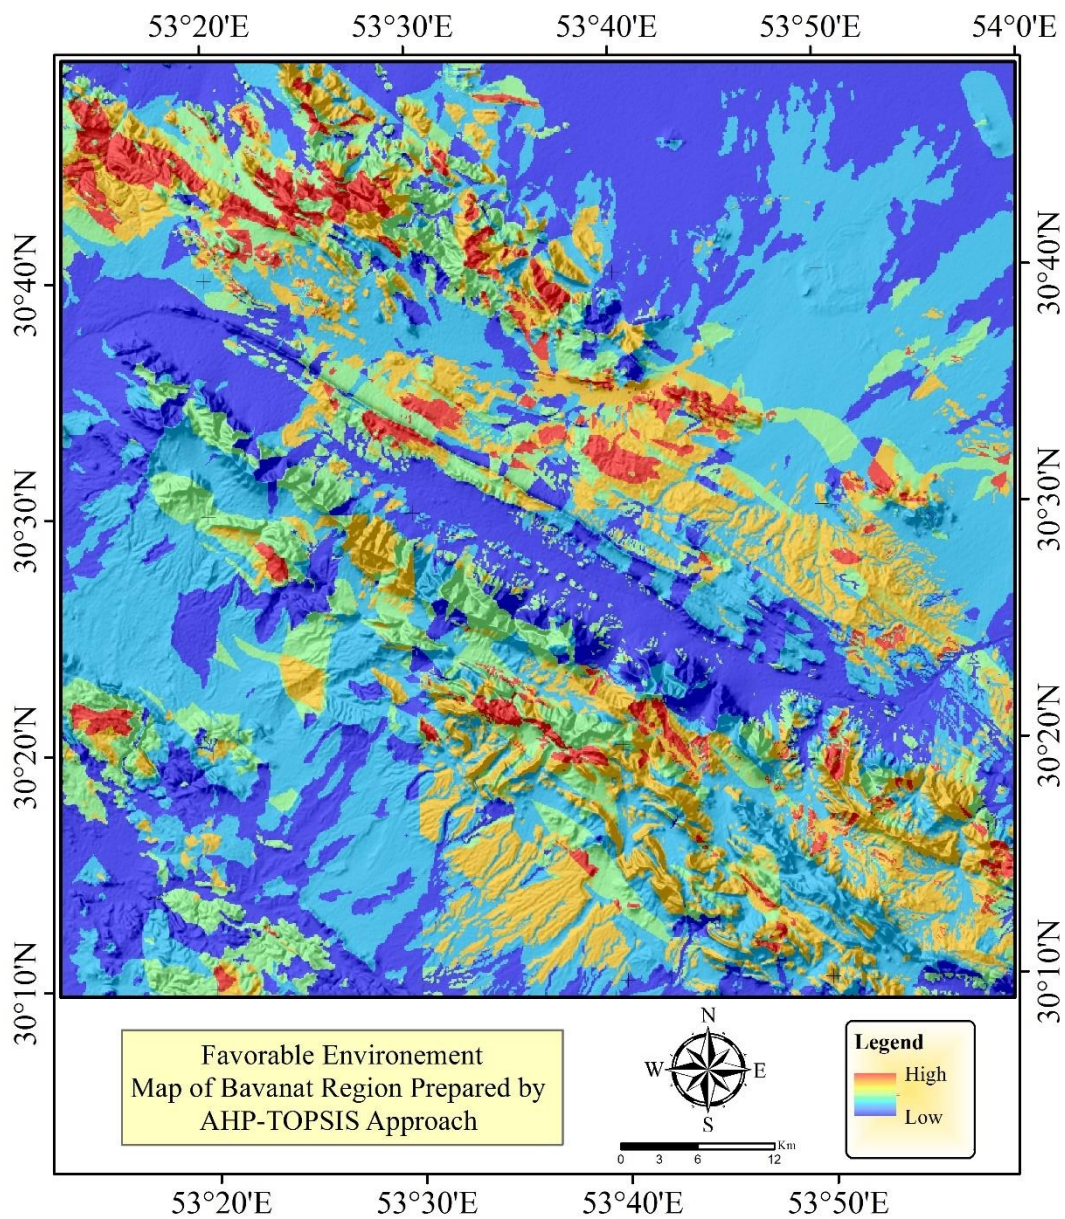 53°20'E 53°30'E 53°40'E 53°50'E 54°0'E
30°40'N 30°40'N
30°30'N 30°30'N
30°20'N 30°20'N
30°10'N 30°10'N
Favorable Environement
Map of Bavanat Region Prepared by
AHP-TOPSIS Approach
N
W E
S
Km
0 3 6 12
Legend
High
Low
53°20'E 53°30'E 53°40'E 53°50'E